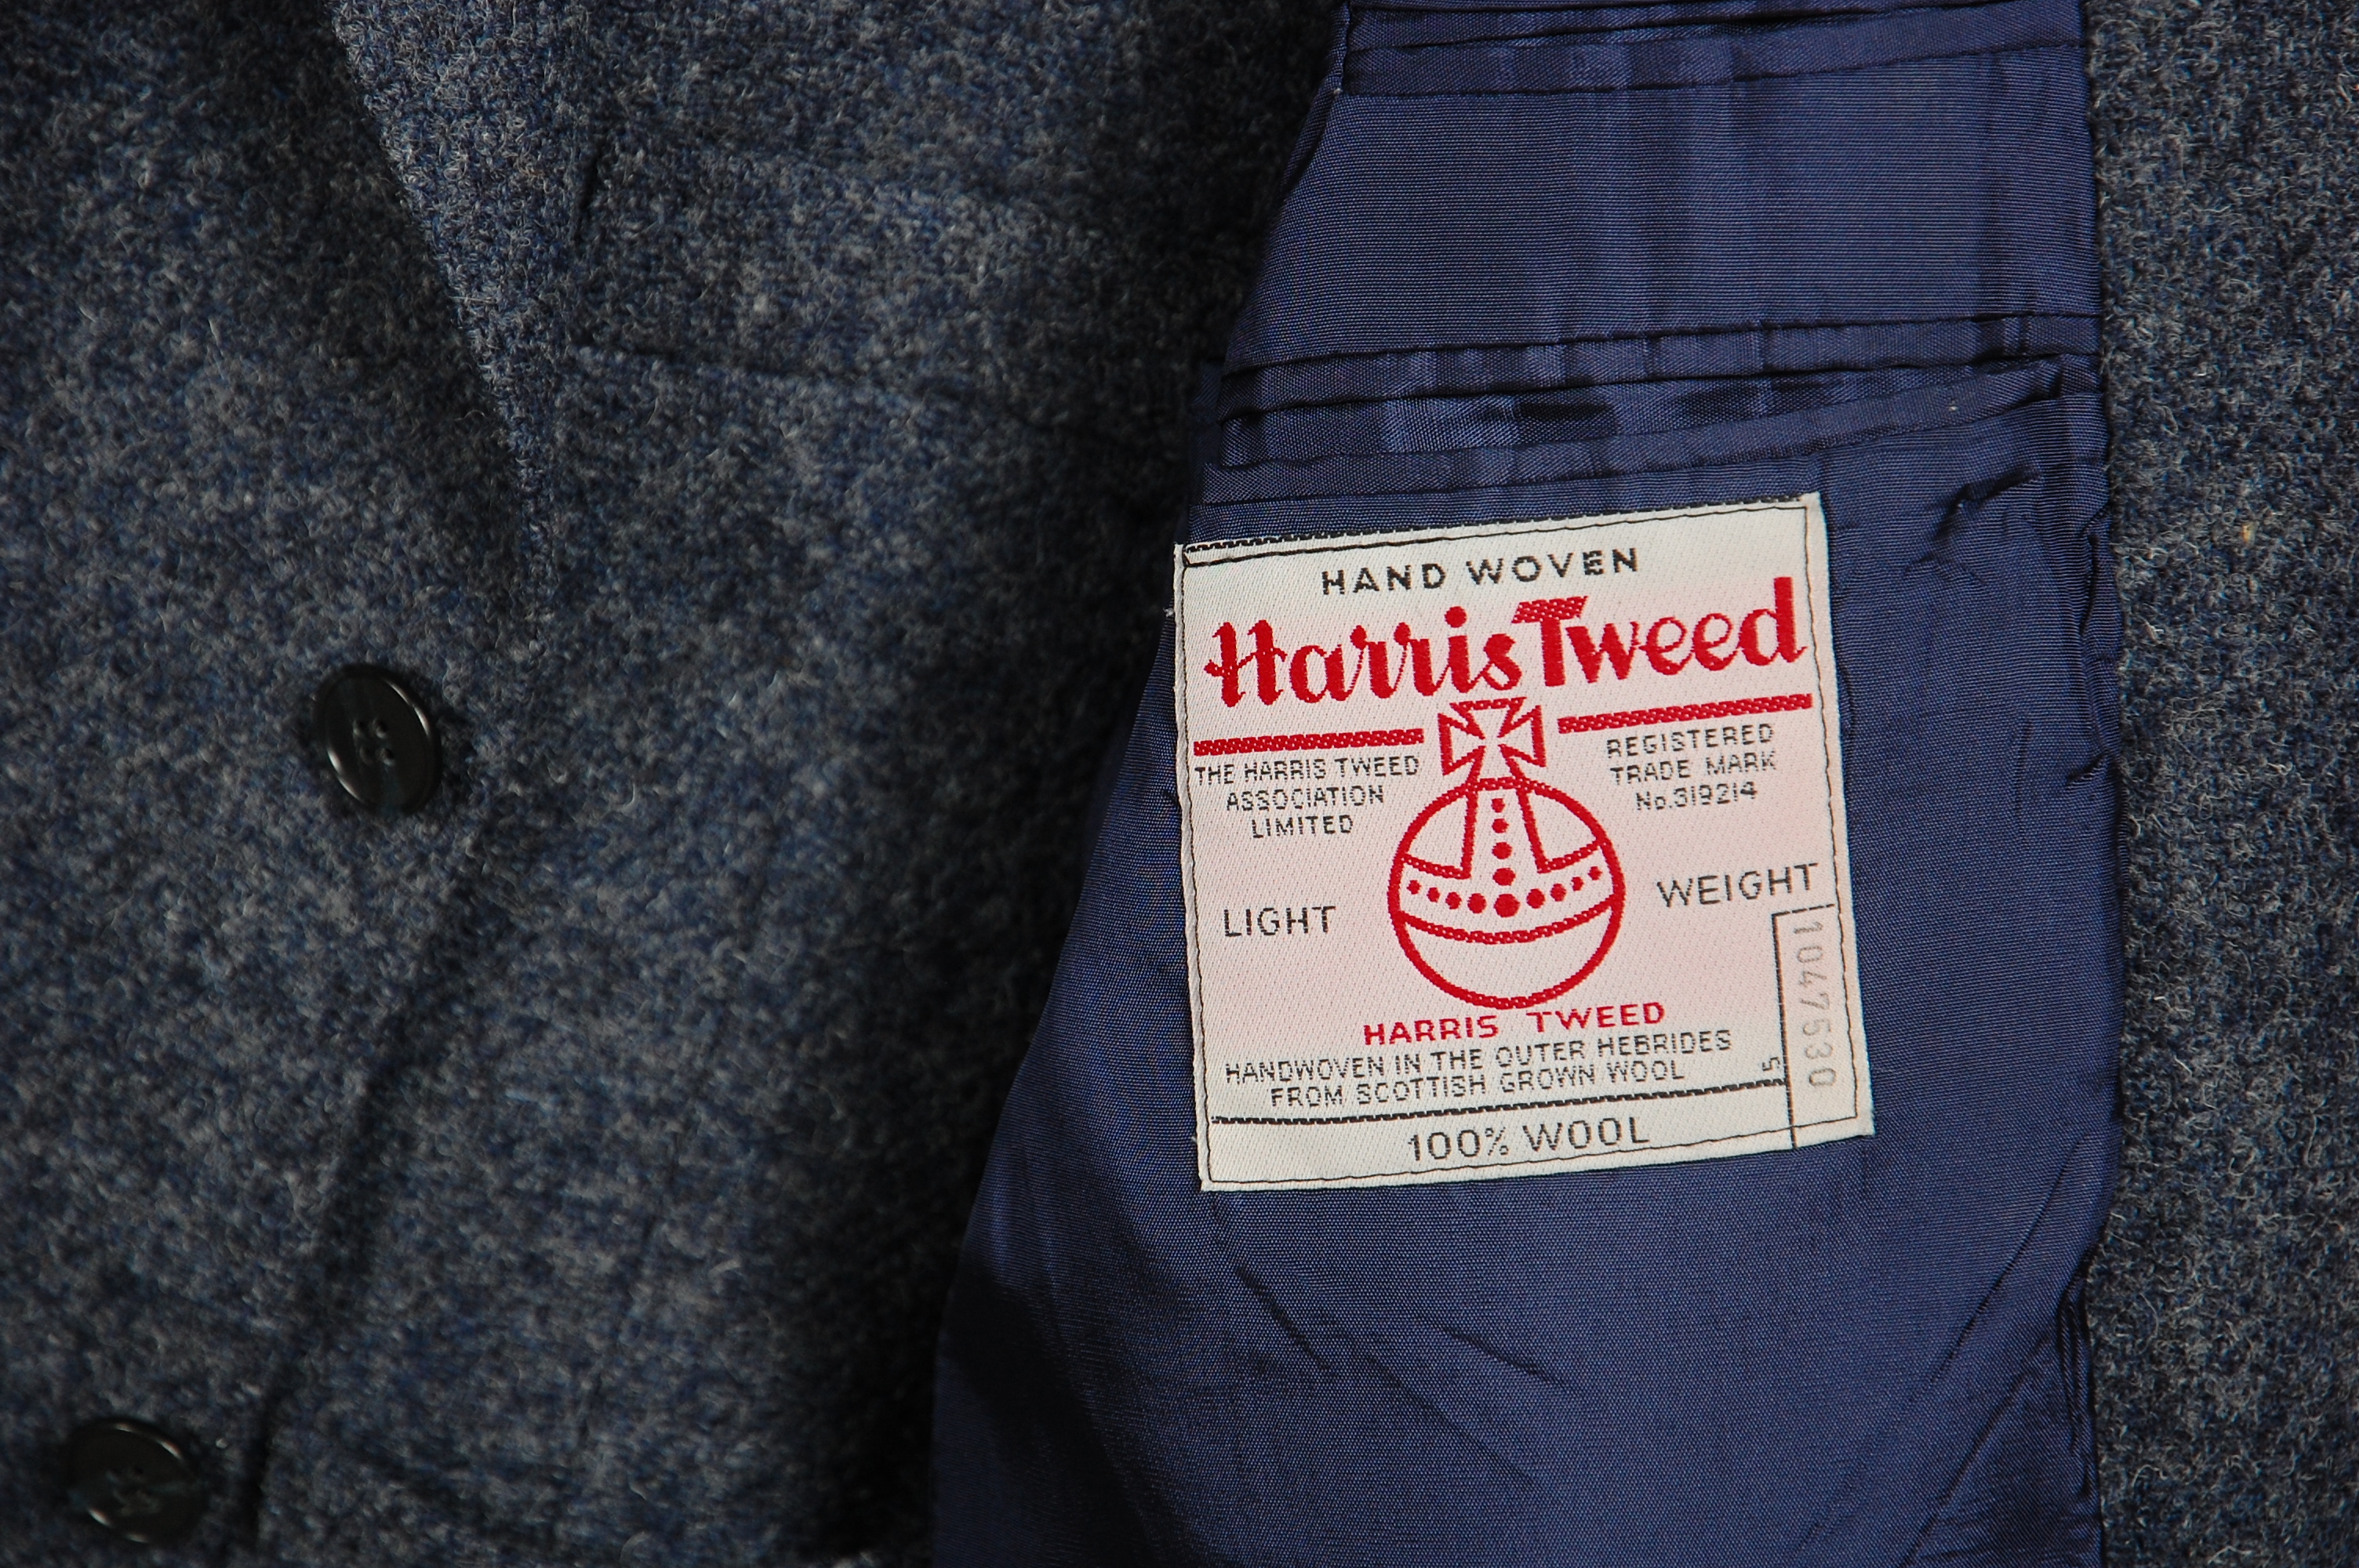 HAND WOVEN
Harris Tweed
THE HARRIS TWEED
ASSOCIATION
LIMITED
REGISTERED
TRADE MARK
No.319214
LIGHT
WEIGHT
HARRIS TWEED
HANDWOVEN IN THE OUTER HEBRIDES
FROM SCOTTISH GROWN WOOL
5
1047530
100% WOOL